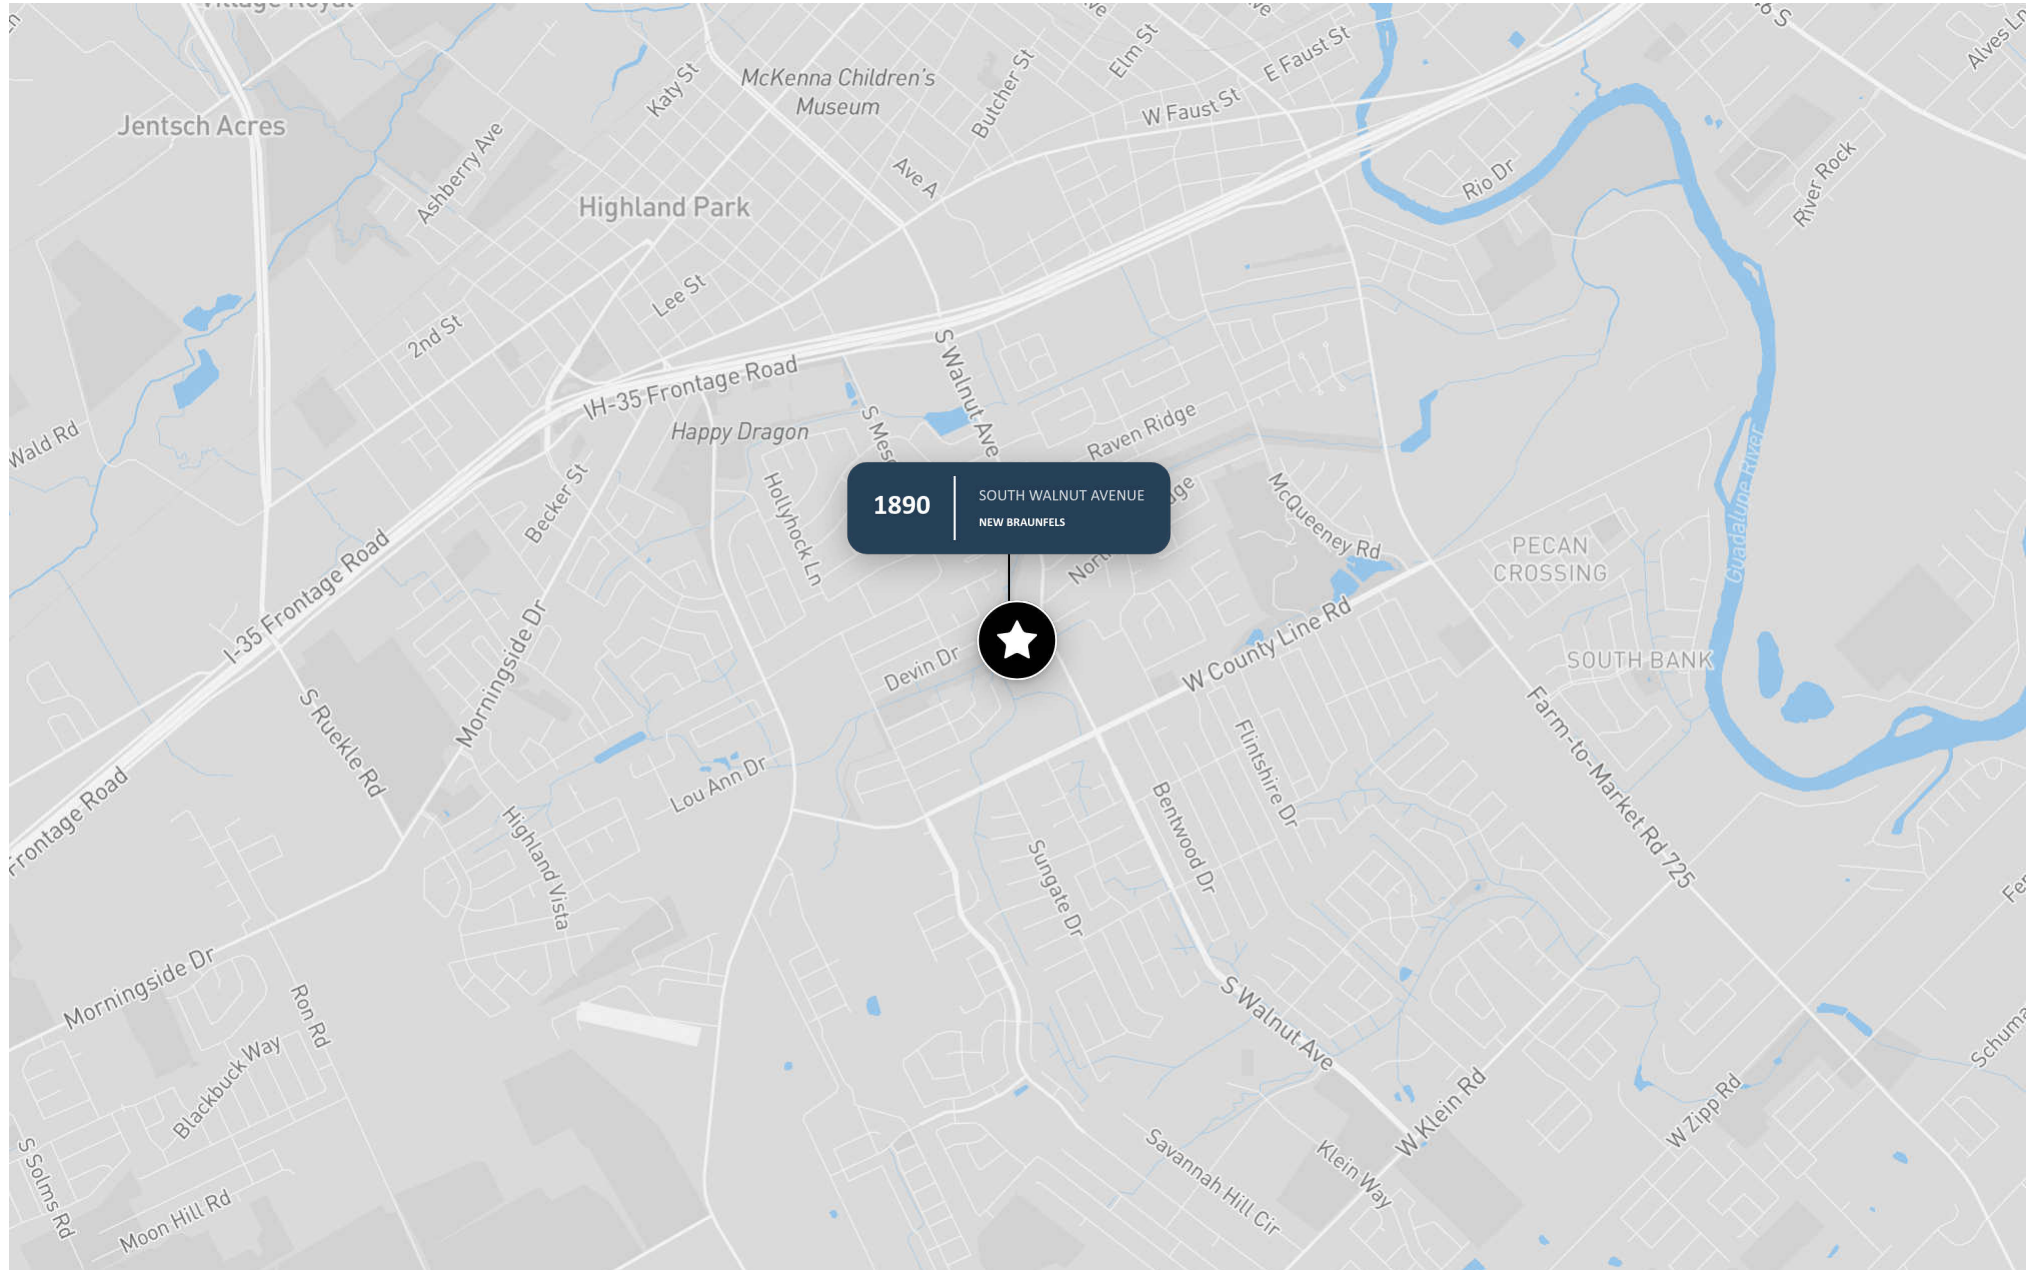 Village Royal
Jentsch Acres
Katy St
McKenna Children's
Museum
Butcher St
Elm St
E Faust St
W Faust St
Alves Ln
Ashberry Ave
Ave A
Rio Dr
River Rock
Highland Park
Lee St
2nd St
IH-35 Frontage Road
S Walnut Ave
Happy Dragon
Raven Ridge
Wald Rd
Becker St
Hollyhock Ln
1890
SOUTH WALNUT AVENUE
NEW BRAUNFELS
McQueeney Rd
Guadalupe River
PECAN
CROSSING
I-35 Frontage Road
Morningside Dr
Devin Dr
W County Line Rd
SOUTH BANK
S Ruekle Rd
Farm-to-Market Rd 725
Flintshire Dr
Lou Ann Dr
Frontage Road
Highland Vista
Bentwood Dr
Sungate Dr
Morningside Dr
Ron Rd
S Walnut Ave
Blackbuck Way
W Klein Rd
W Zipp Rd
S Solms Rd
Moon Hill Rd
Savannah Hill Cir
Klein Way